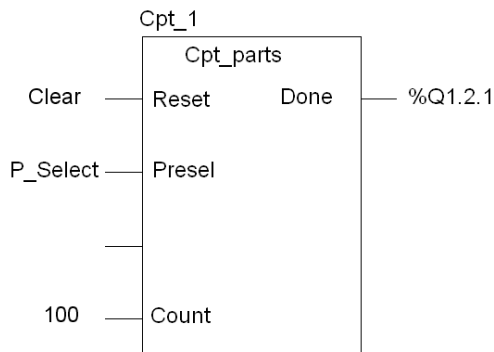 Cpt_1
Cpt_parts
Clear Reset Done %Q1.2.1
P_Select Presel
100 Count